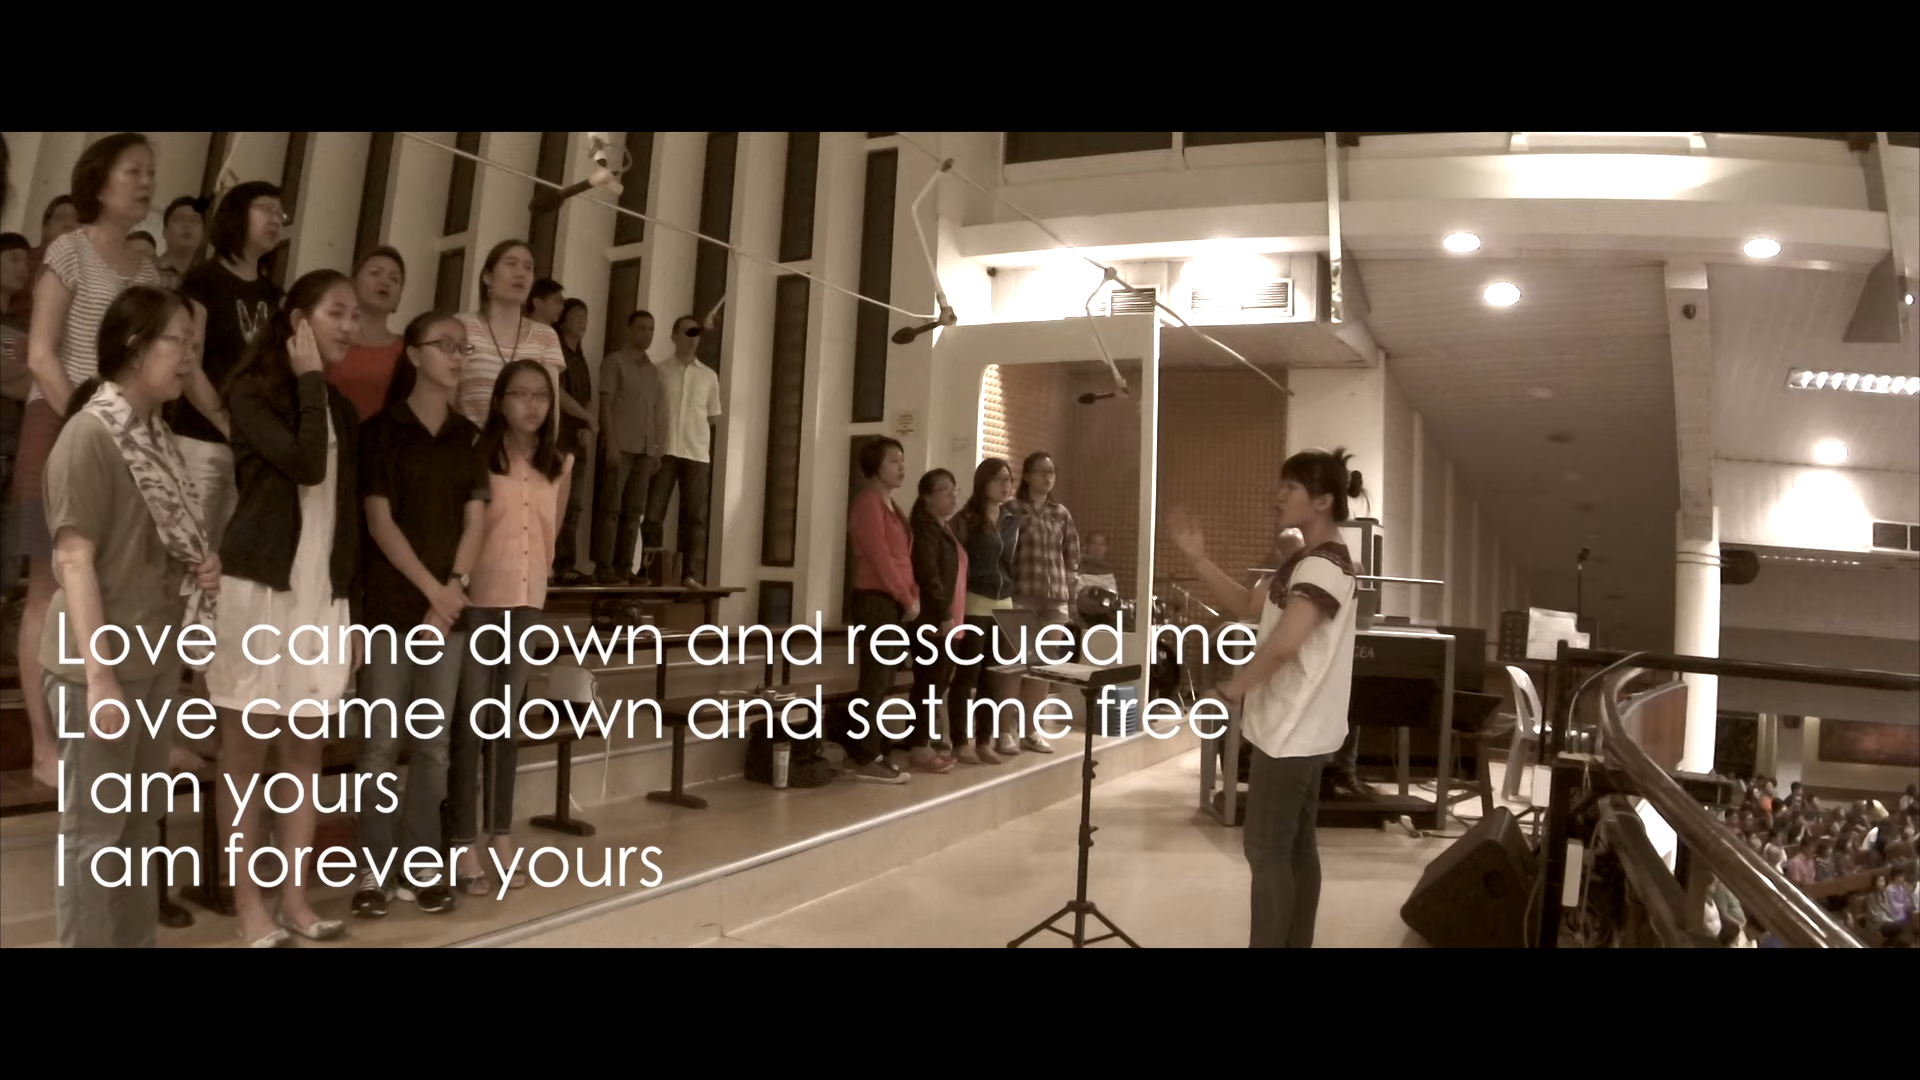 Love came down and rescued me
Love came down and set me free
I am yours
I am forever yours